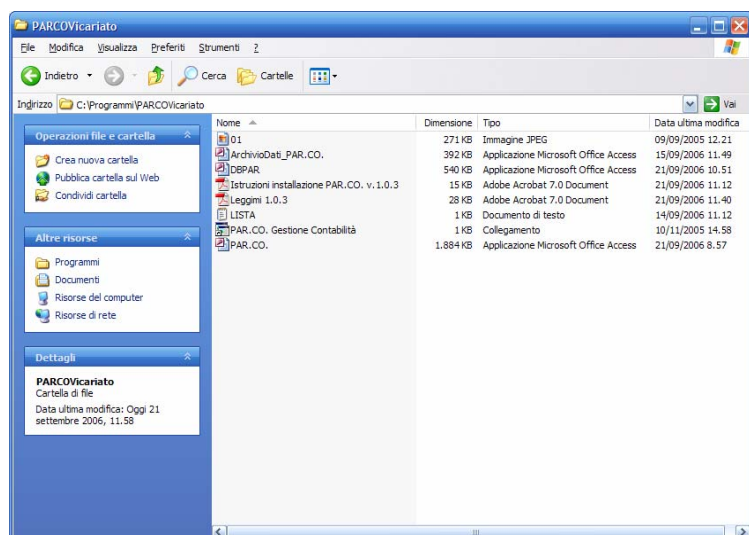 PARCOVicariato
File Modifica Visualizza Preferiti Strumenti ?
Indietro Cerca Cartelle
Indirizzo C:\Programmi\PARCOVicariato Vai
Operazioni file e cartella
Crea nuova cartella
Pubblica cartella sul Web
Condividi cartella
Altre risorse
Programmi
Documenti
Risorse del computer
Risorse di rete
Dettagli
PARCOVicariato
Cartella di file
Data ultima modifica: Oggi 21
settembre 2006, 11.58
Nome Dimensione Tipo Data ultima modifica
01 271 KB Immagine JPEG 09/09/2005 12.21
ArchivioDati_PAR.CO. 392 KB Applicazione Microsoft Office Access 15/09/2006 11.49
DBPAR 540 KB Applicazione Microsoft Office Access 21/09/2006 10.51
Istruzioni installazione PAR.CO. v.1.0.3 15 KB Adobe Acrobat 7.0 Document 21/09/2006 11.12
Leggimi 1.0.3 28 KB Adobe Acrobat 7.0 Document 21/09/2006 11.40
LISTA 1 KB Documento di testo 14/09/2006 11.12
PAR.CO. Gestione Contabilità 1 KB Collegamento 10/11/2005 14.58
PAR.CO. 1.884 KB Applicazione Microsoft Office Access 21/09/2006 8.57